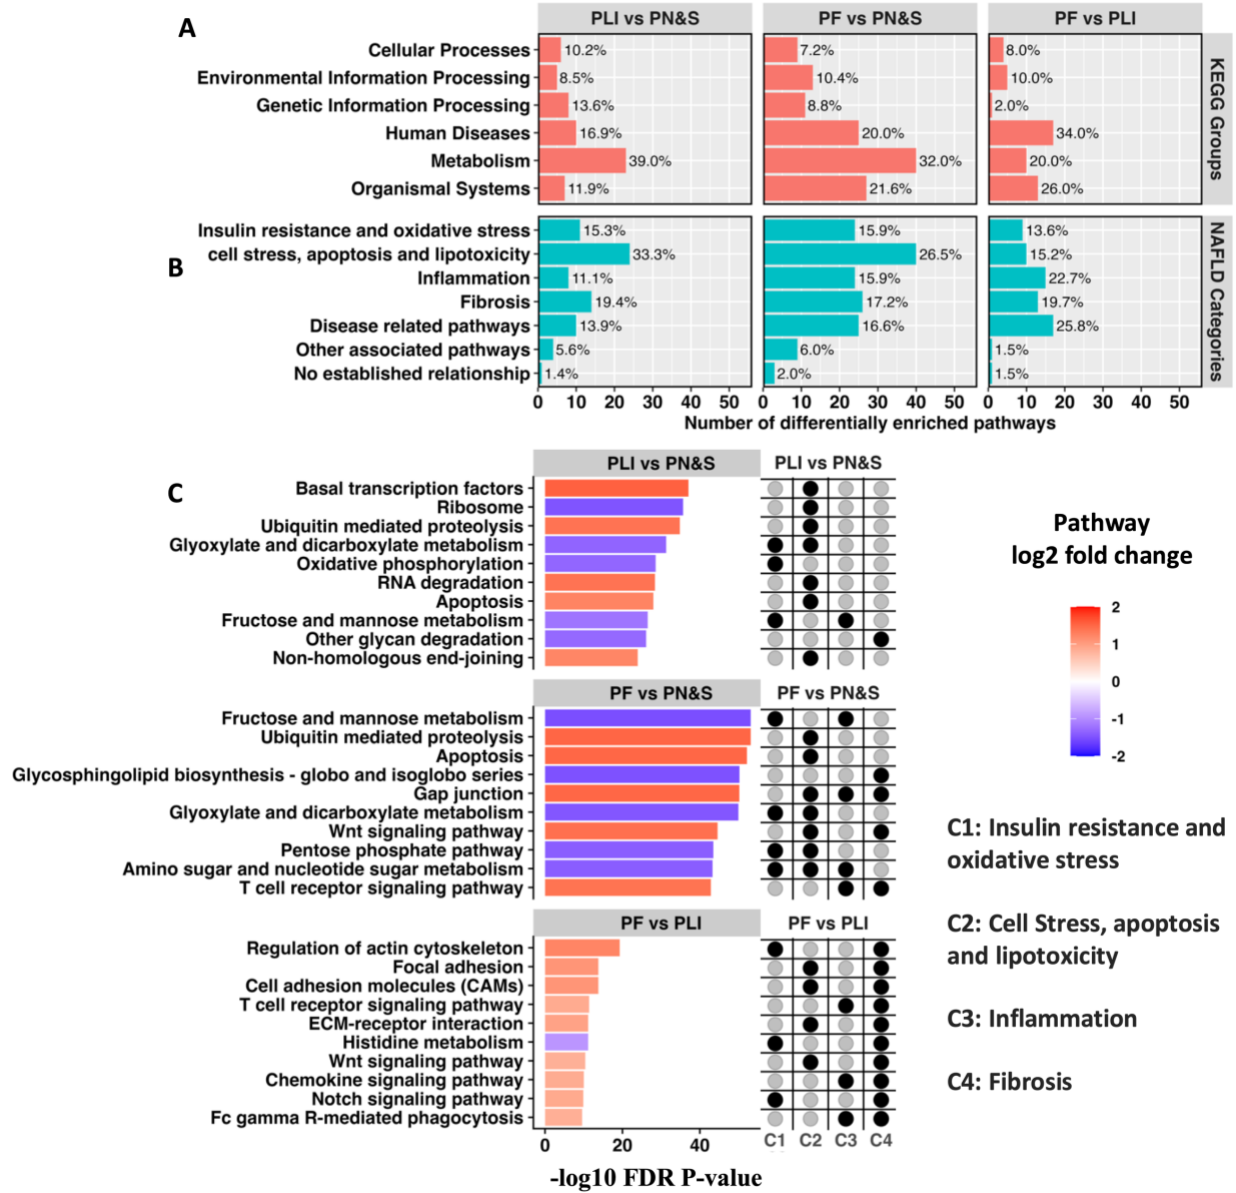 A
PLI vs PN&S
PF vs PN&S
PF vs PLI
Cellular Processes
10.2%
7.2%
8.0%
Environmental Information Processing
8.5%
10.4%
10.0%
Genetic Information Processing
13.6%
8.8%
2.0%
Human Diseases
16.9%
20.0%
34.0%
Metabolism
39.0%
32.0%
20.0%
Organismal Systems
11.9%
21.6%
26.0%
KEGG Groups
B
Insulin resistance and oxidative stress
15.3%
15.9%
13.6%
cell stress, apoptosis and lipotoxicity
33.3%
26.5%
15.2%
Inflammation
11.1%
15.9%
22.7%
Fibrosis
19.4%
17.2%
19.7%
Disease related pathways
13.9%
16.6%
25.8%
Other associated pathways
5.6%
6.0%
1.5%
No established relationship
1.4%
2.0%
1.5%
NAFLD Categories
0 10 20 30 40 50
0 10 20 30 40 50
0 10 20 30 40 50
Number of differentially enriched pathways
C
PLI vs PN&S
PLI vs PN&S
Basal transcription factors
Ribosome
Ubiquitin mediated proteolysis
Glyoxylate and dicarboxylate metabolism
Oxidative phosphorylation
RNA degradation
Apoptosis
Fructose and mannose metabolism
Other glycan degradation
Non-homologous end-joining
PF vs PN&S
PF vs PN&S
Fructose and mannose metabolism
Ubiquitin mediated proteolysis
Apoptosis
Glycosphingolipid biosynthesis - globo and isoglobo series
Gap junction
Glyoxylate and dicarboxylate metabolism
Wnt signaling pathway
Pentose phosphate pathway
Amino sugar and nucleotide sugar metabolism
T cell receptor signaling pathway
PF vs PLI
PF vs PLI
Regulation of actin cytoskeleton
Focal adhesion
Cell adhesion molecules (CAMs)
T cell receptor signaling pathway
ECM-receptor interaction
Histidine metabolism
Wnt signaling pathway
Chemokine signaling pathway
Notch signaling pathway
Fc gamma R-mediated phagocytosis
0 20 40
C1 C2 C3 C4
-log10 FDR P-value
Pathway
log2 fold change
2
1
0
-1
-2
C1: Insulin resistance and
oxidative stress
C2: Cell Stress, apoptosis
and lipotoxicity
C3: Inflammation
C4: Fibrosis